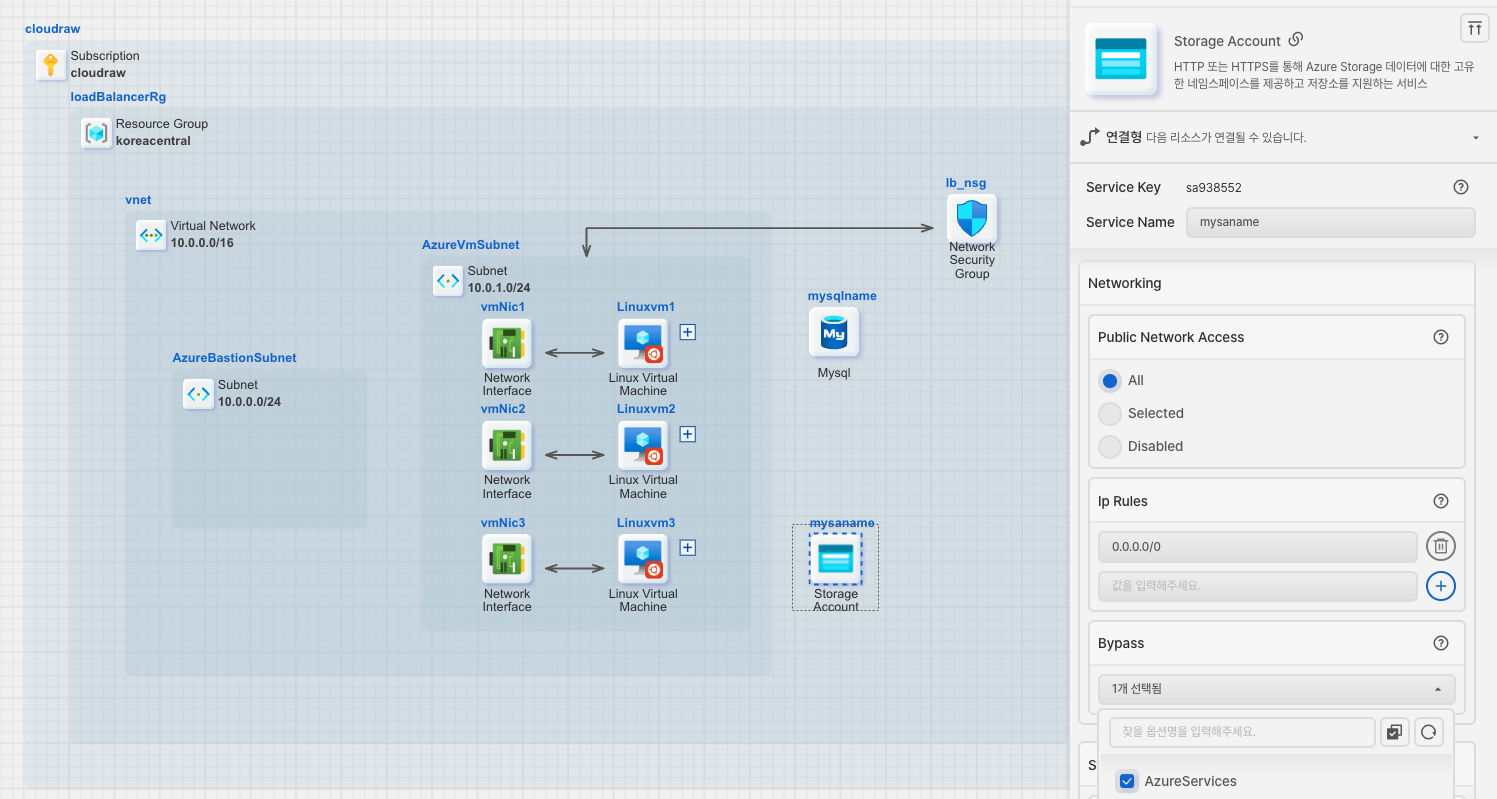 cloudraw
Subscription
cloudraw
loadBalancerRg
Resource Group
koreacentral
vnet
Virtual Network
10.0.0.0/16
AzureVmSubnet
Subnet
10.0.1.0/24
AzureBastionSubnet
Subnet
10.0.0.0/24
vmNic1
Network
Interface
Linuxvm1
Linux Virtual
Machine
vmNic2
Network
Interface
Linuxvm2
Linux Virtual
Machine
vmNic3
Network
Interface
Linuxvm3
Linux Virtual
Machine
lb_nsg
Network
Security
Group
mysqlname
My
Mysql
mysaname
Storage
Account
Storage Account
HTTP 또는 HTTPS를 통해 Azure Storage 데이터에 대한 고유
한 네임스페이스를 제공하고 저장소를 지원하는 서비스
연결형 다음 리소스가 연결될 수 있습니다.
Service Key sa938552
Service Name mysaname
Networking
Public Network Access
All
Selected
Disabled
Ip Rules
0.0.0.0/0
값을 입력해주세요.
Bypass
1개 선택됨
찾을 옵션명을 입력해주세요.
S
AzureServices